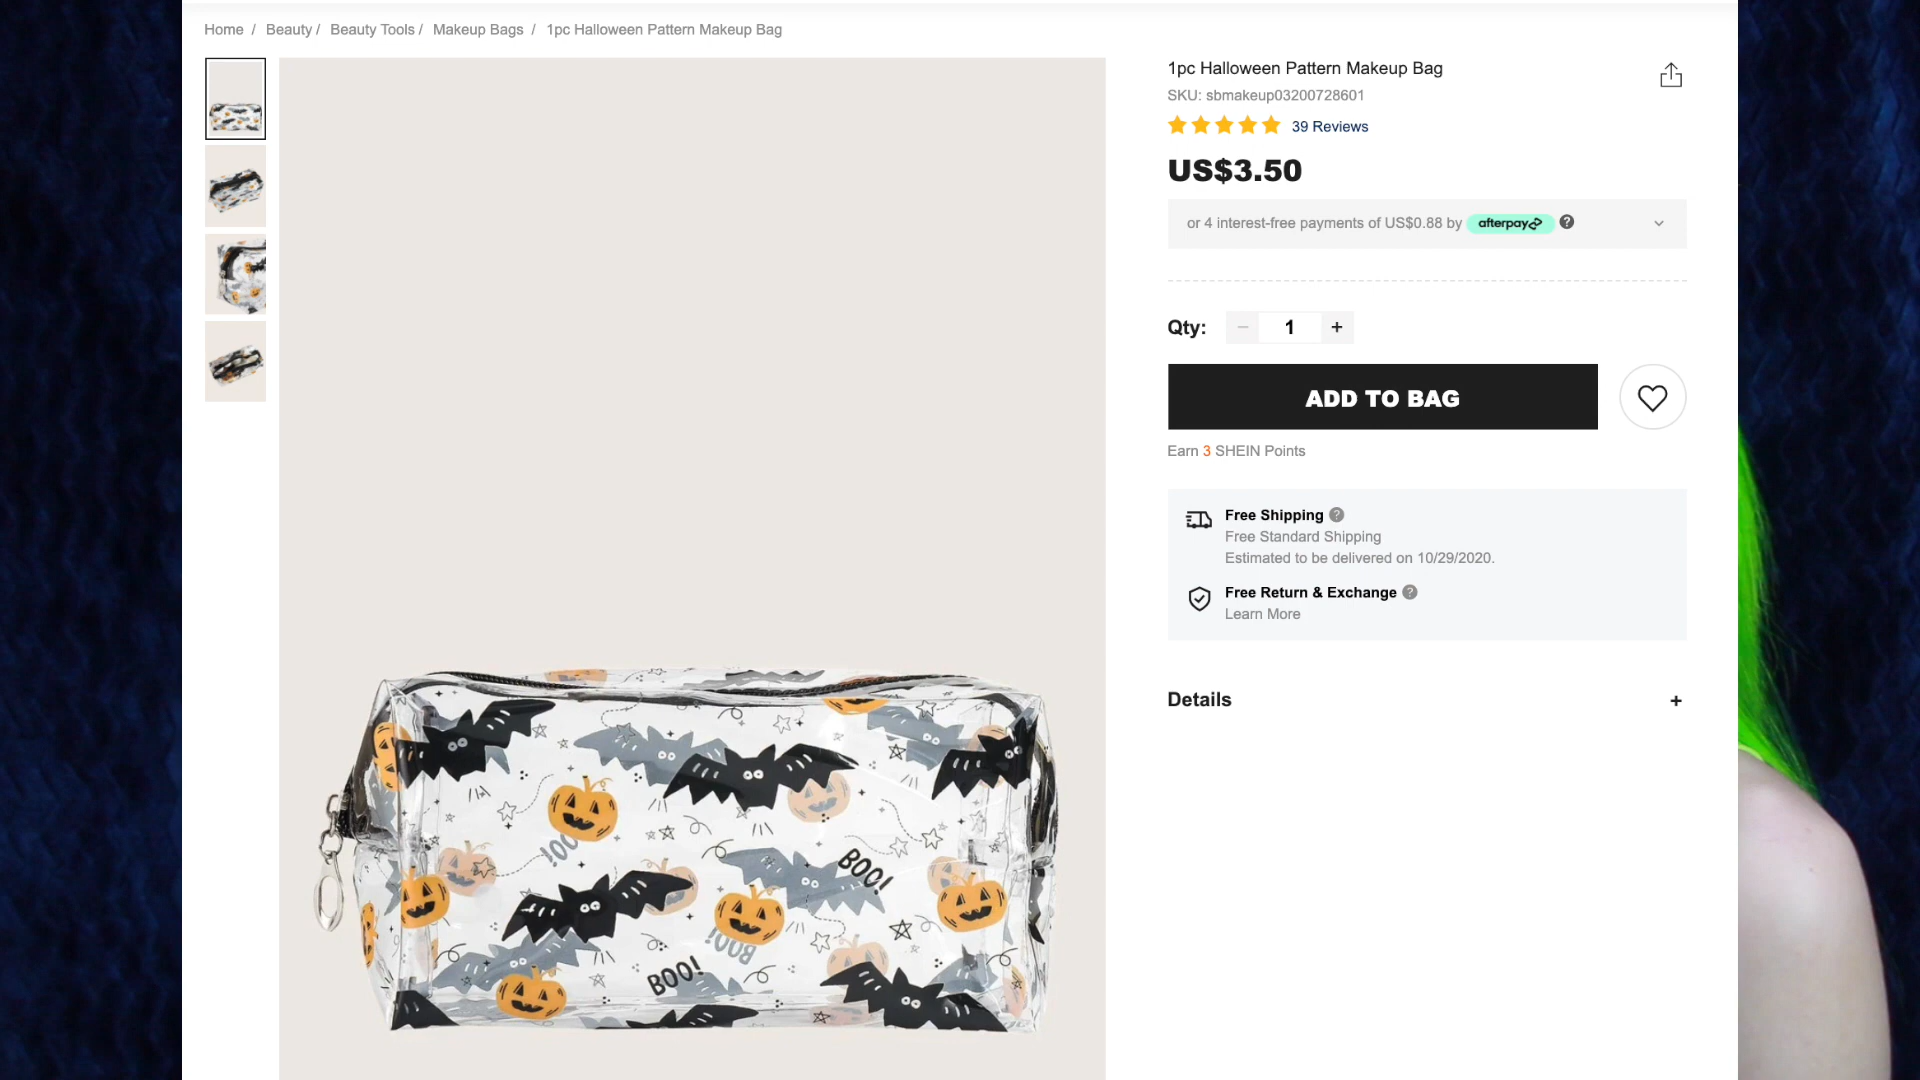 Home / Beauty / Beauty Tools / Makeup Bags / 1pc Halloween Pattern Makeup Bag
1pc Halloween Pattern Makeup Bag
SKU: sbmakeup03200728601
39 Reviews
US$3.50
or 4 interest-free payments of US$0.88 by afterpay ?
Qty: − 1 +
ADD TO BAG
Earn 3 SHEIN Points
Free Shipping ?
Free Standard Shipping
Estimated to be delivered on 10/29/2020.
Free Return & Exchange ?
Learn More
Details +
BOO!
BOO!
BOO!
BOO!